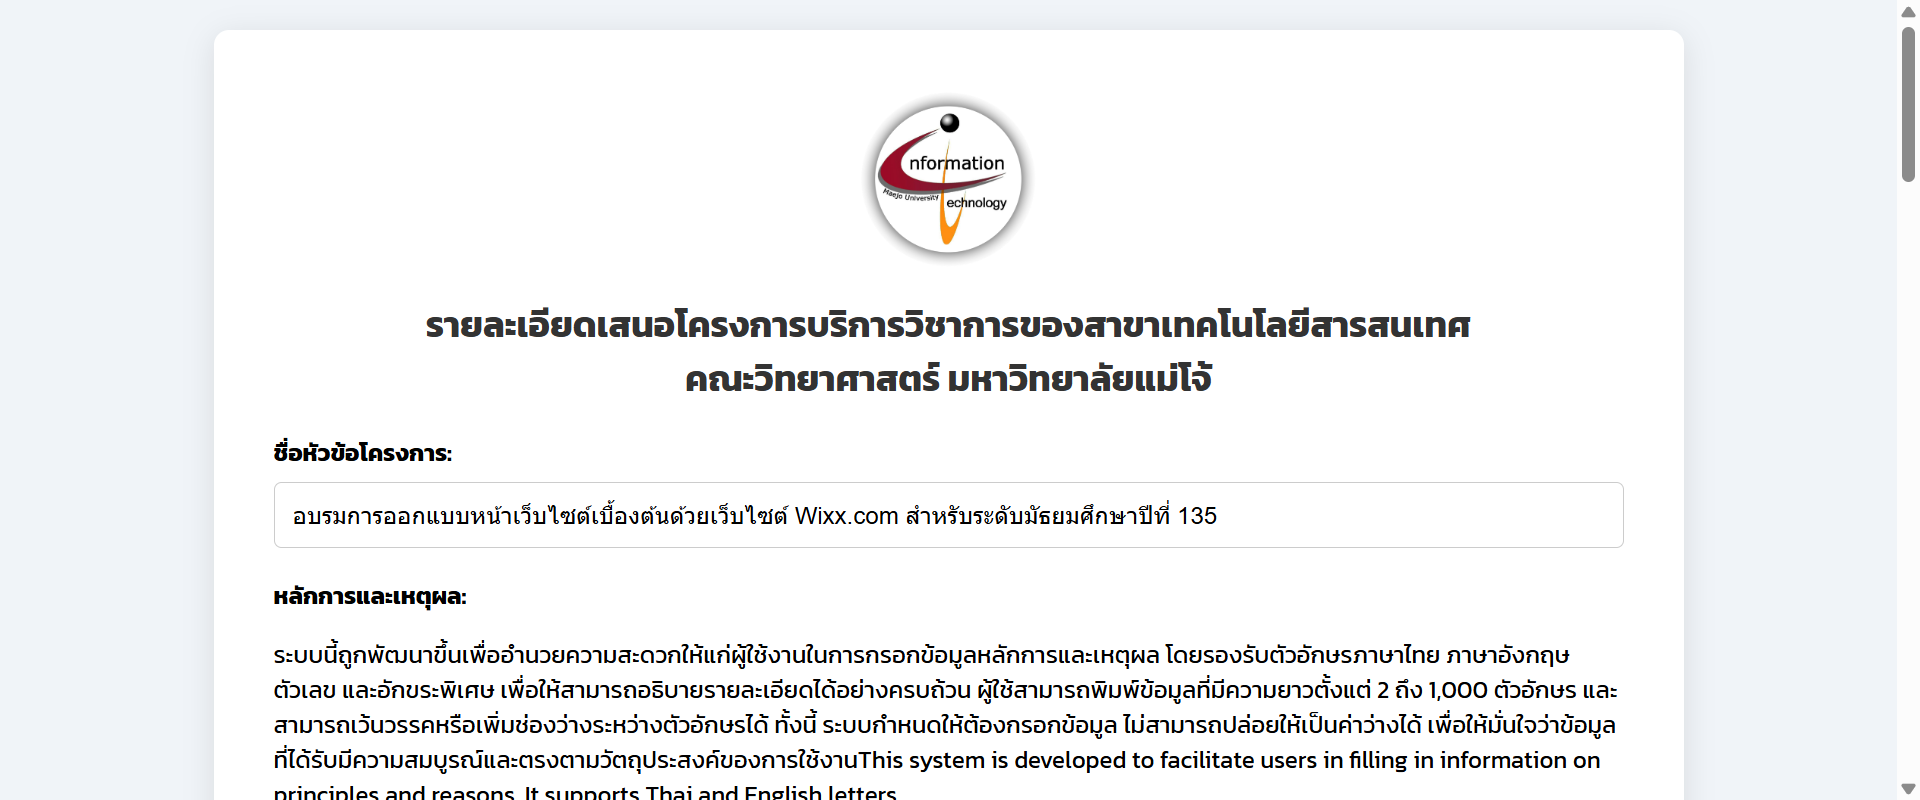 nformation
Maejo University
echnology
รายละเอียดเสนอโครงการบริการวิชาการของสาขาเทคโนโลยีสารสนเทศ
คณะวิทยาศาสตร์ มหาวิทยาลัยแม่โจ้
ชื่อหัวข้อโครงการ:
อบรมการออกแบบหน้าเว็บไซต์เบื้องต้นด้วยเว็บไซต์ Wixx.com สำหรับระดับมัธยมศึกษาปีที่ 135
หลักการและเหตุผล:
ระบบนี้ถูกพัฒนาขึ้นเพื่ออำนวยความสะดวกให้แก่ผู้ใช้งานในการกรอกข้อมูลหลักการและเหตุผล โดยรองรับตัวอักษรภาษาไทย ภาษาอังกฤษ
ตัวเลข และอักขระพิเศษ เพื่อให้สามารถอธิบายรายละเอียดได้อย่างครบถ้วน ผู้ใช้สามารถพิมพ์ข้อมูลที่มีความยาวตั้งแต่ 2 ถึง 1,000 ตัวอักษร และ
สามารถเว้นวรรคหรือเพิ่มช่องว่างระหว่างตัวอักษรได้ ทั้งนี้ ระบบกำหนดให้ต้องกรอกข้อมูล ไม่สามารถปล่อยให้เป็นค่าว่างได้ เพื่อให้มั่นใจว่าข้อมูล
ที่ได้รับมีความสมบูรณ์และตรงตามวัตถุประสงค์ของการใช้งานThis system is developed to facilitate users in filling in information on
principles and reasons. It supports Thai and English letters,